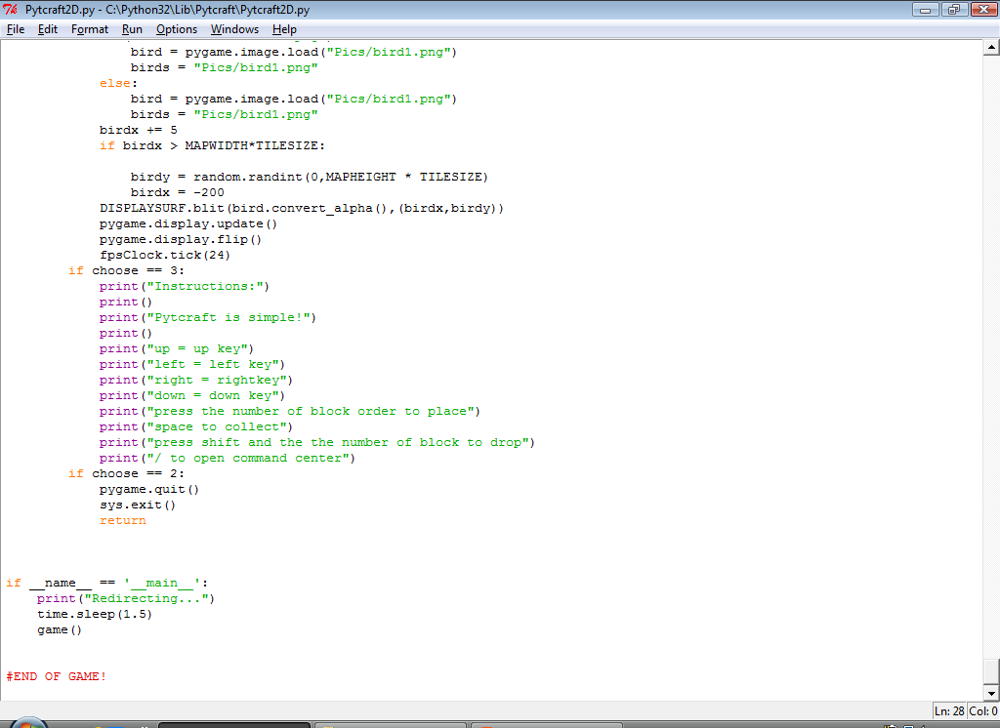 Pytcraft2D.py - C:\Python32\Lib\Pytcraft\Pytcraft2D.py
File Edit Format Run Options Windows Help
bird = pygame.image.load("Pics/bird1.png")
birds = "Pics/bird1.png"
else:
bird = pygame.image.load("Pics/bird1.png")
birds = "Pics/bird1.png"
birdx += 5
if birdx > MAPWIDTH*TILESIZE:
birdy = random.randint(0,MAPHEIGHT * TILESIZE)
birdx = -200
DISPLAYSURF.blit(bird.convert_alpha(),(birdx,birdy))
pygame.display.update()
pygame.display.flip()
fpsClock.tick(24)
if choose == 3:
print("Instructions:")
print()
print("Pytcraft is simple!")
print()
print("up = up key")
print("left = left key")
print("right = rightkey")
print("down = down key")
print("press the number of block order to place")
print("space to collect")
print("press shift and the the number of block to drop")
print("/ to open command center")
if choose == 2:
pygame.quit()
sys.exit()
return
if __name__ == '__main__':
print("Redirecting...")
time.sleep(1.5)
game()
#END OF GAME!
Ln: 28 Col: 0